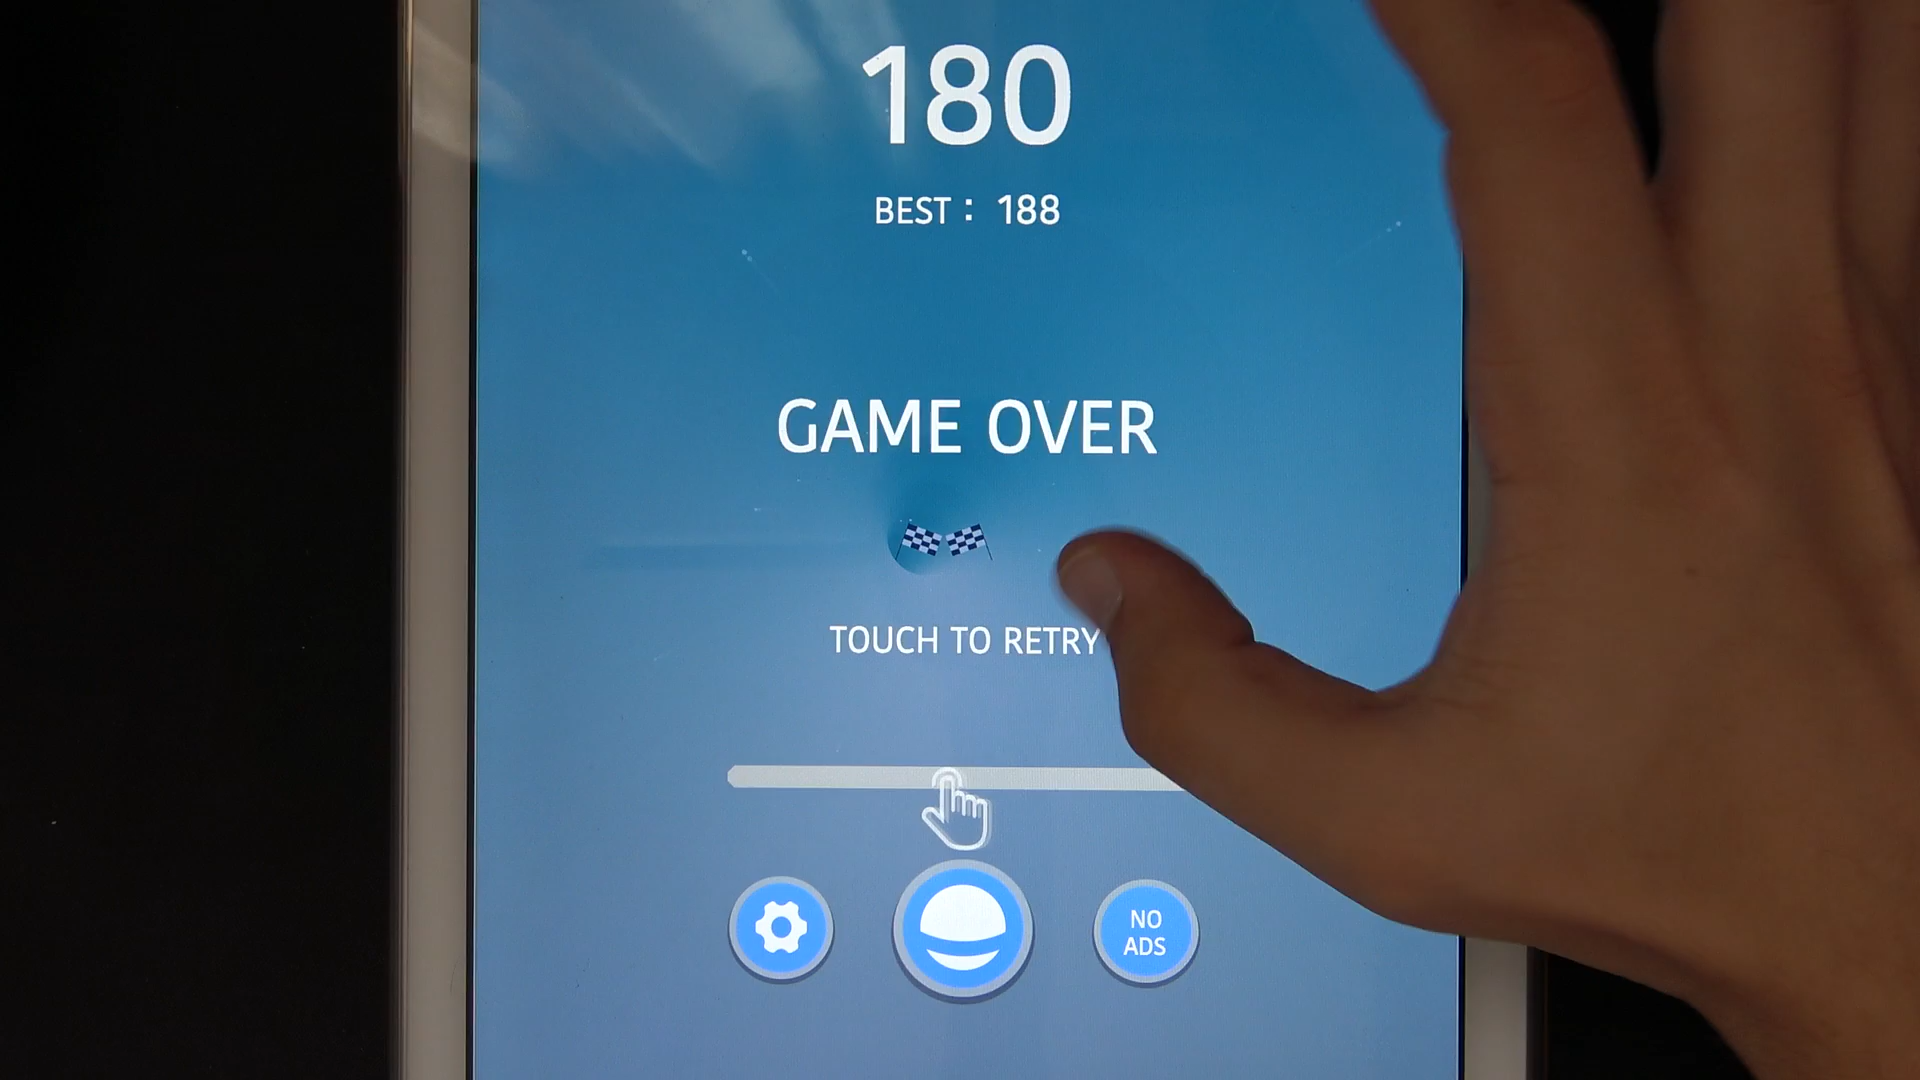 180
BEST : 188
GAME OVER
TOUCH TO RETRY
NO
ADS